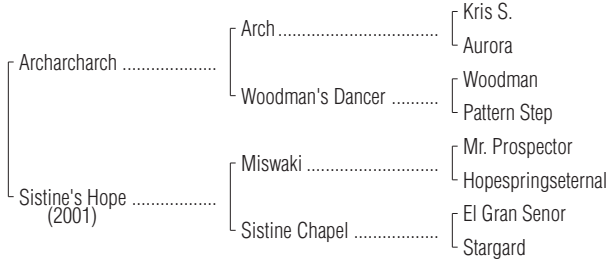 Kris S.
Arch ........................................
Aurora
Archarcharch .....................
Woodman
Woodman's Dancer ..........
Pattern Step
Mr. Prospector
Miswaki .................................
Hopespringseternal
Sistine's Hope ...................
(2001)
El Gran Senor
Sistine Chapel .....................
Stargard